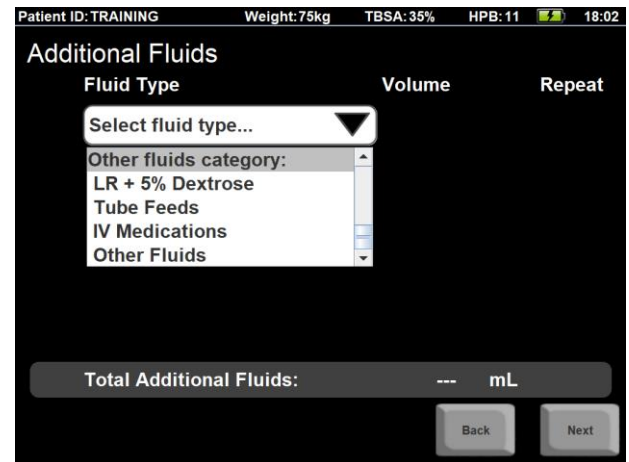 Patient ID: TRAINING Weight: 75kg TBSA: 35% HPB: 11 18:02
Additional Fluids
Fluid Type Volume Repeat
Select fluid type...
Other fluids category:
LR + 5% Dextrose
Tube Feeds
IV Medications
Other Fluids
Total Additional Fluids: --- mL
Back Next